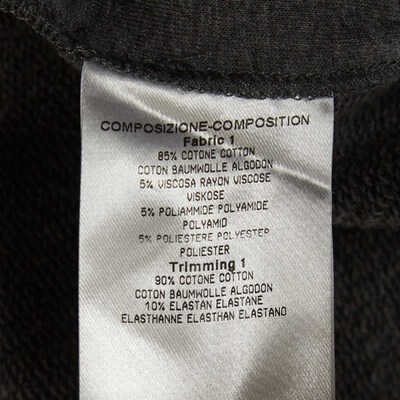 COMPOSIZIONE-COMPOSITION
Fabric 1
85% COTONE COTTON
COTON BAUMWOLLE ALGODON
5% VISCOSA RAYON VISCOSE
VISKOSE
5% POLIAMMIDE POLYAMIDE
POLYAMID
5% POLIESTERE POLYESTER
POLIESTER
Trimming 1
90% COTONE COTTON
COTON BAUMWOLLE ALGODON
10% ELASTAN ELASTANE
ELASTHANNE ELASTHAN ELASTANO